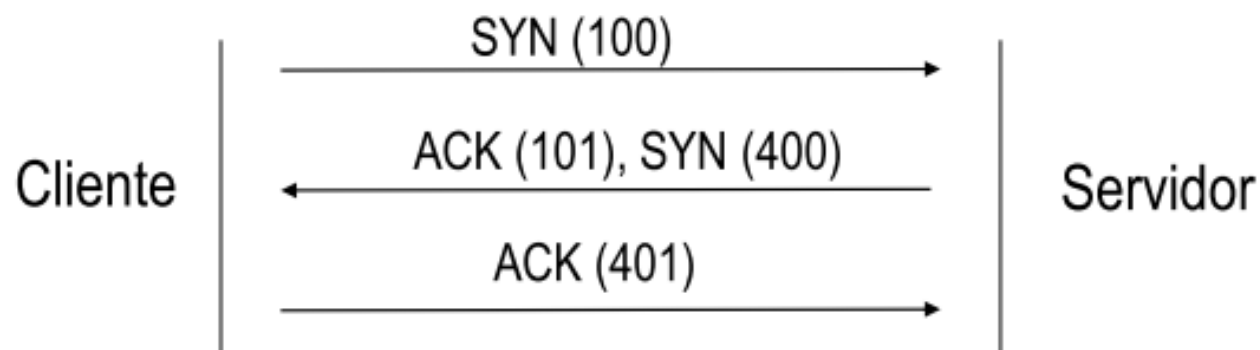 SYN (100)
ACK (101), SYN (400)
Cliente
Servidor
ACK (401)